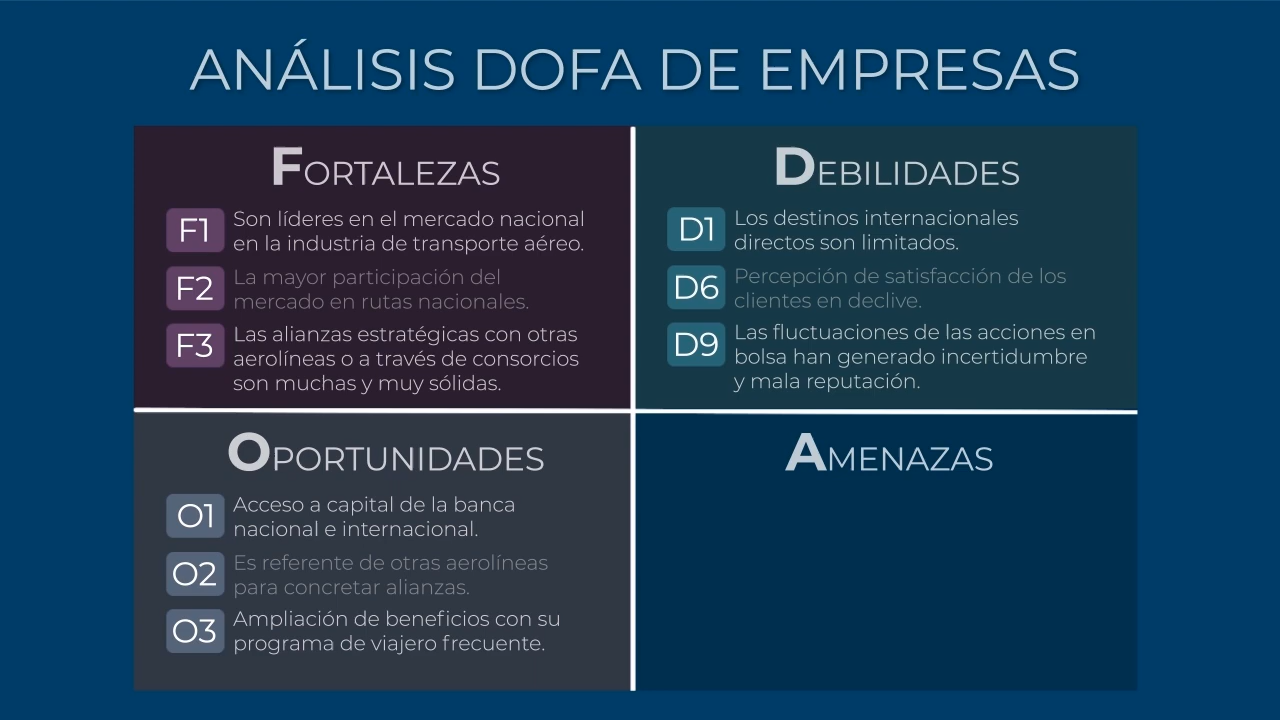 ANÁLISIS DOFA DE EMPRESAS
FORTALEZAS
F1 Son líderes en el mercado nacional
en la industria de transporte aéreo.
F2 La mayor participación del
mercado en rutas nacionales.
F3 Las alianzas estratégicas con otras
aerolíneas o a través de consorcios
son muchas y muy sólidas.
DEBILIDADES
D1 Los destinos internacionales
directos son limitados.
D6 Percepción de satisfacción de los
clientes en declive.
D9 Las fluctuaciones de las acciones en
bolsa han generado incertidumbre
y mala reputación.
OPORTUNIDADES
O1 Acceso a capital de la banca
nacional e internacional.
O2 Es referente de otras aerolíneas
para concretar alianzas.
O3 Ampliación de beneficios con su
programa de viajero frecuente.
AMENAZAS